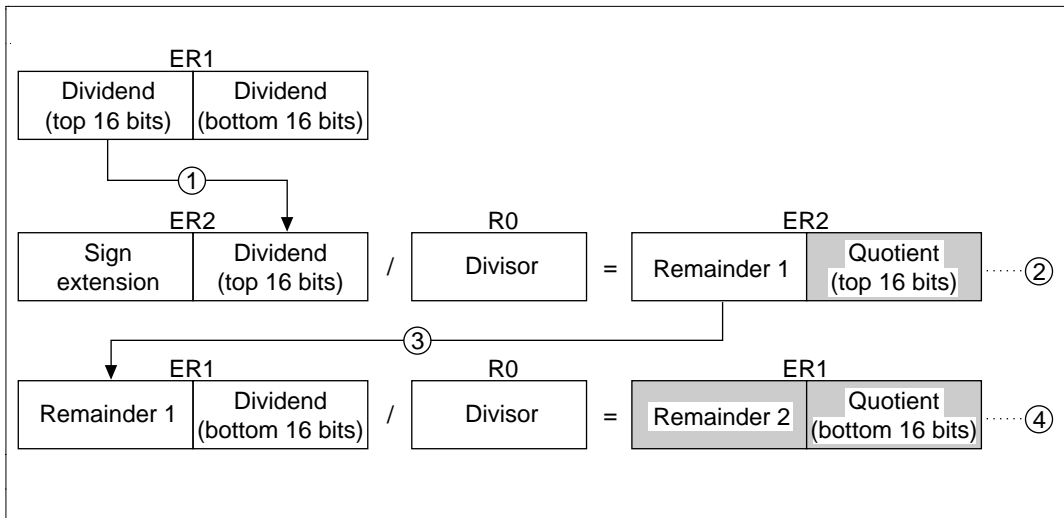 ER1
Dividend
(top 16 bits)
Dividend
(bottom 16 bits)
①
ER2
R0
ER2
Sign
extension
Dividend
(top 16 bits)
/
Divisor
=
Remainder 1
Quotient
(top 16 bits)
②
③
ER1
R0
ER1
Remainder 1
Dividend
(bottom 16 bits)
/
Divisor
=
Remainder 2
Quotient
(bottom 16 bits)
④